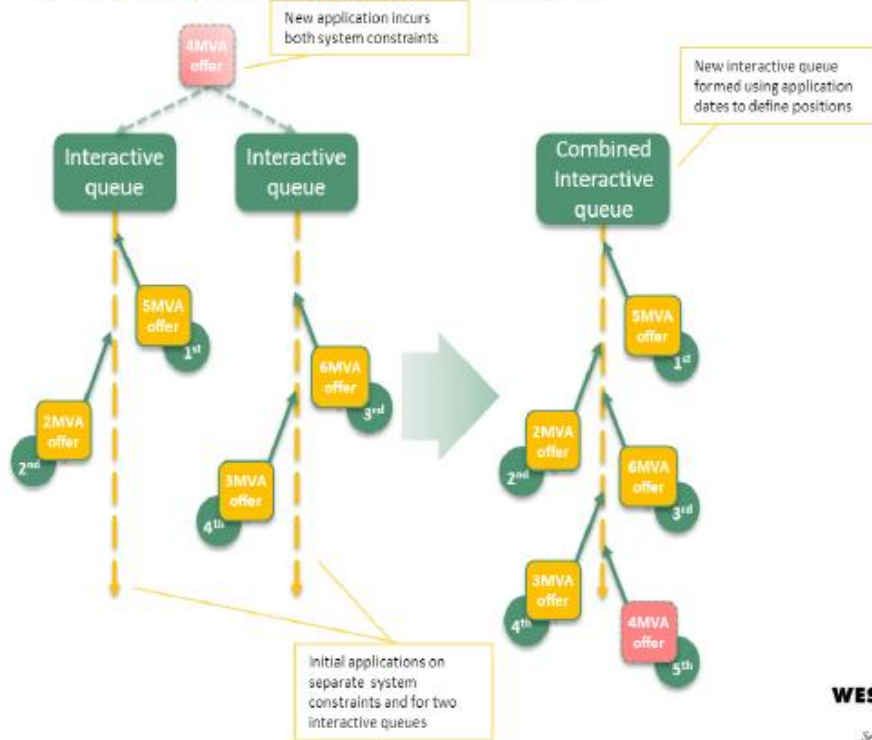 New application incurs
both system constraints
4MVA
offer
New interactive queue
formed using application
dates to define positions
Interactive
queue
Interactive
queue
Combined
Interactive
queue
5MVA
offer
1st
2MVA
offer
2nd
6MVA
offer
3rd
3MVA
offer
4th
5MVA
offer
1st
2MVA
offer
2nd
6MVA
offer
3rd
3MVA
offer
4th
4MVA
offer
5th
Initial applications on
separate system
constraints and for two
interactive queues
WES